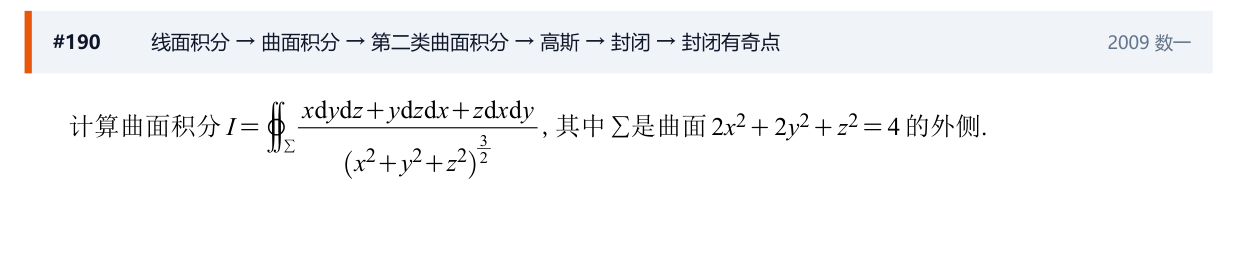 #190 线面积分 → 曲面积分 → 第二类曲面积分 → 高斯 → 封闭 → 封闭有奇点 2009 数一
计算曲面积分 I = ∯_Σ (xdydz + ydzdx + zdxdy) / (x² + y² + z²)^(3/2), 其中 Σ是曲面 2x² + 2y² + z² = 4 的外侧.